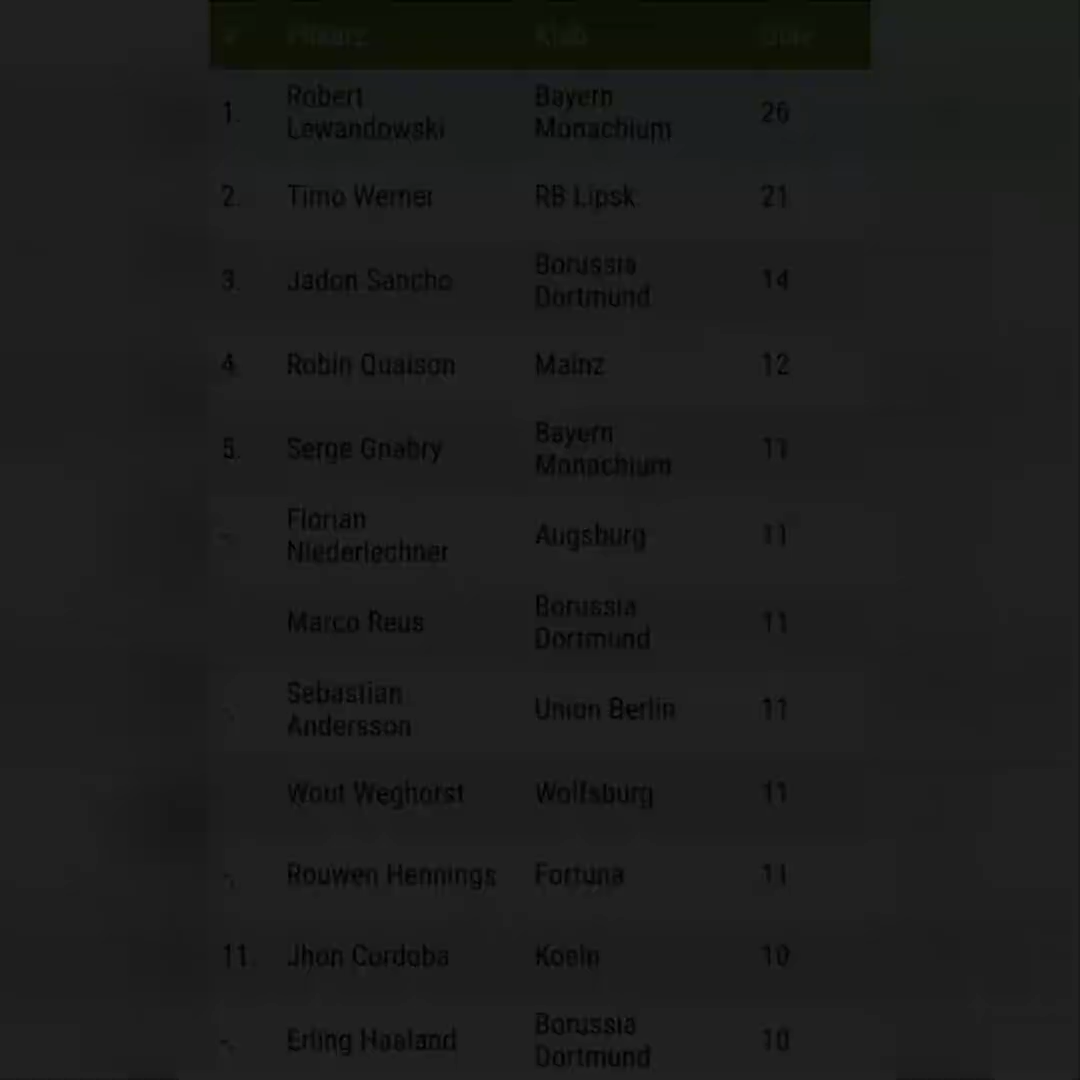 Piłkarz Klub Gole
1. Robert Lewandowski Bayern Monachium 26
2. Timo Werner RB Lipsk 21
3. Jadon Sancho Borussia Dortmund 14
4. Robin Quaison Mainz 12
5. Serge Gnabry Bayern Monachium 11
-. Florian Niederlechner Augsburg 11
Marco Reus Borussia Dortmund 11
-. Sebastian Andersson Union Berlin 11
Wout Weghorst Wolfsburg 11
-. Rouwen Hennings Fortuna 11
11. Jhon Cordoba Koeln 10
-. Erling Haaland Borussia Dortmund 10